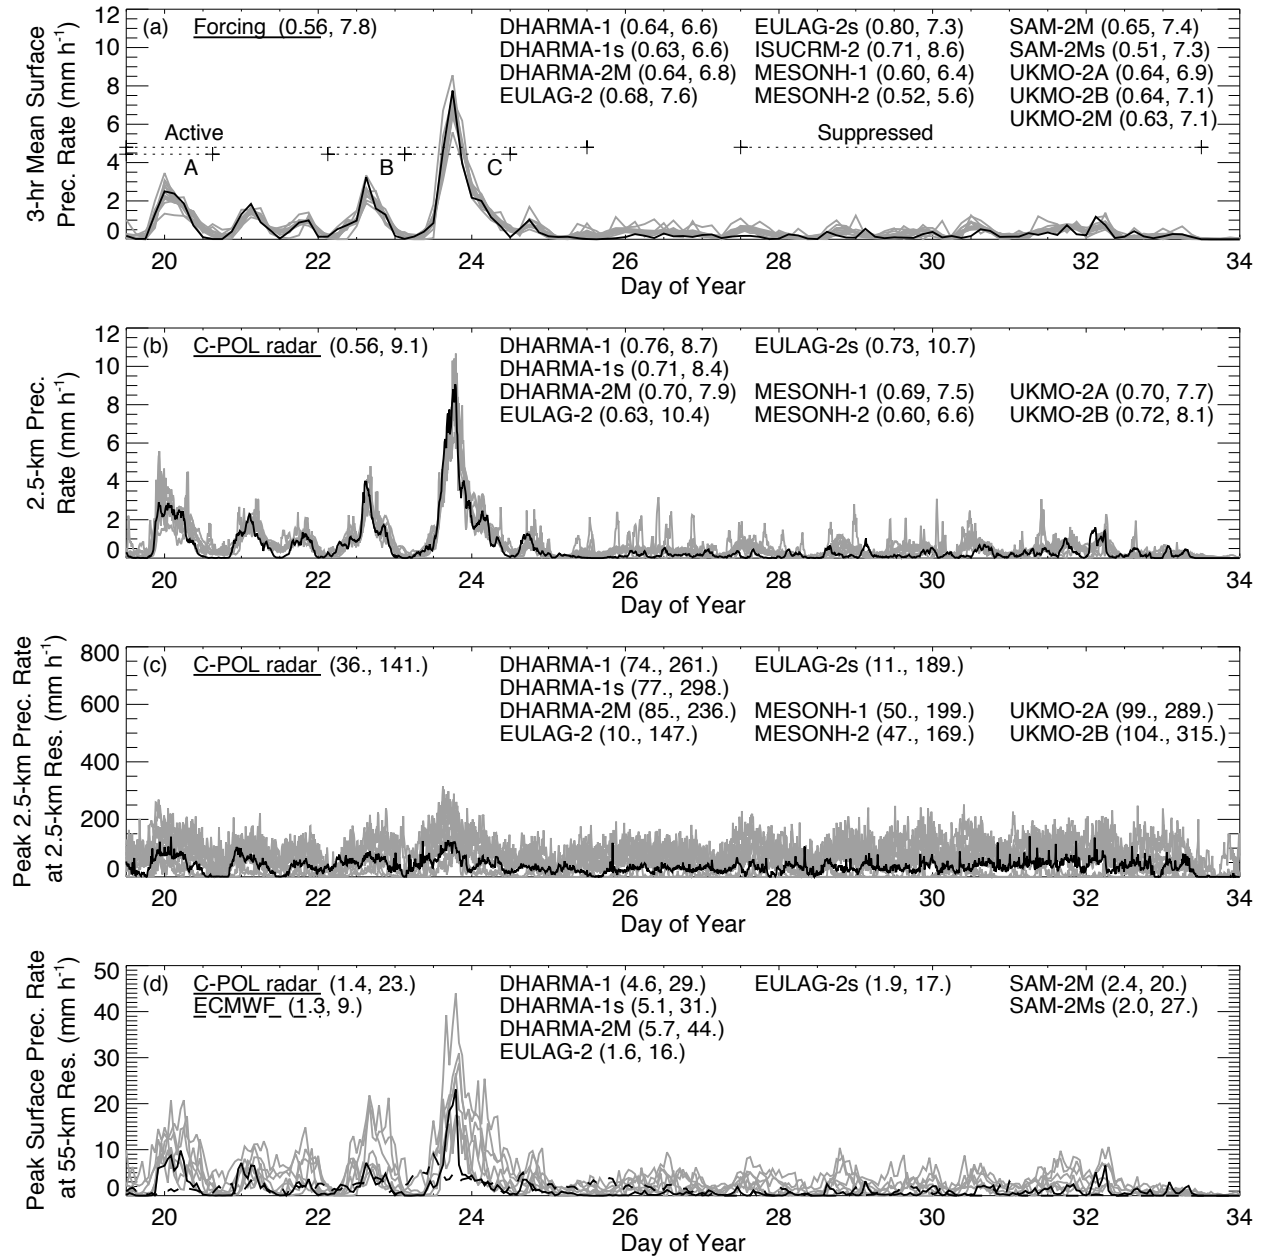 (a) Forcing (0.56, 7.8)
DHARMA-1 (0.64, 6.6) EULAG-2s (0.80, 7.3) SAM-2M (0.65, 7.4)
DHARMA-1s (0.63, 6.6) ISUCRM-2 (0.71, 8.6) SAM-2Ms (0.51, 7.3)
DHARMA-2M (0.64, 6.8) MESONH-1 (0.60, 6.4) UKMO-2A (0.64, 6.9)
EULAG-2 (0.68, 7.6) MESONH-2 (0.52, 5.6) UKMO-2B (0.64, 7.1)
UKMO-2M (0.63, 7.1)
Active Suppressed
A B C
3-hr Mean Surface
Prec. Rate (mm h-1)
12
10
8
6
4
2
0
20 22 24 26 28 30 32 34
Day of Year
(b) C-POL radar (0.56, 9.1)
DHARMA-1 (0.76, 8.7) EULAG-2s (0.73, 10.7)
DHARMA-1s (0.71, 8.4)
DHARMA-2M (0.70, 7.9) MESONH-1 (0.69, 7.5) UKMO-2A (0.70, 7.7)
EULAG-2 (0.63, 10.4) MESONH-2 (0.60, 6.6) UKMO-2B (0.72, 8.1)
2.5-km Prec.
Rate (mm h-1)
12
10
8
6
4
2
0
20 22 24 26 28 30 32 34
Day of Year
(c) C-POL radar (36., 141.)
DHARMA-1 (74., 261.) EULAG-2s (11., 189.)
DHARMA-1s (77., 298.)
DHARMA-2M (85., 236.) MESONH-1 (50., 199.) UKMO-2A (99., 289.)
EULAG-2 (10., 147.) MESONH-2 (47., 169.) UKMO-2B (104., 315.)
Peak 2.5-km Prec. Rate
at 2.5-km Res. (mm h-1)
800
600
400
200
0
20 22 24 26 28 30 32 34
Day of Year
(d) C-POL radar (1.4, 23.)
ECMWF (1.3, 9.)
DHARMA-1 (4.6, 29.) EULAG-2s (1.9, 17.) SAM-2M (2.4, 20.)
DHARMA-1s (5.1, 31.) SAM-2Ms (2.0, 27.)
DHARMA-2M (5.7, 44.)
EULAG-2 (1.6, 16.)
Peak Surface Prec. Rate
at 55-km Res. (mm h-1)
50
40
30
20
10
0
20 22 24 26 28 30 32 34
Day of Year